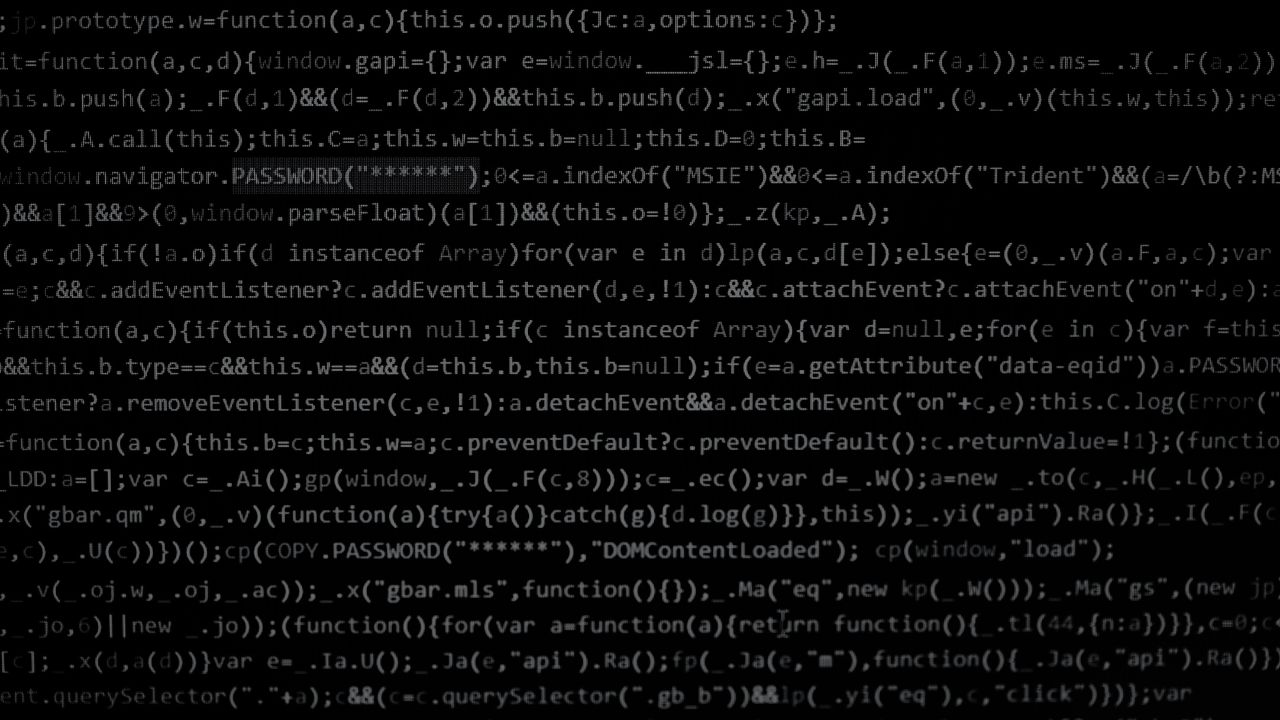 ;jp.prototype.w=function(a,c){this.o.push({Jc:a,options:c})};
it=function(a,c,d){window.gapi={};var e=window.___jsl={};e.h=_.J(_.F(a,1));e.ms=_.J(_.F(a,2))
his.b.push(a);_.F(d,1)&&(d=_.F(d,2))&&this.b.push(d);_.x("gapi.load",(0,_.v)(this.w,this));ret
(a){_.A.call(this);this.C=a;this.w=this.b=null;this.D=0;this.B=
window.navigator.PASSWORD("******");0<=a.indexOf("MSIE")&&0<=a.indexOf("Trident")&&(a=/\b(?:MS
)&&a[1]&&9>(0,window.parseFloat)(a[1])&&(this.o=!0)};_.z(kp,_.A);
(a,c,d){if(!a.o)if(d instanceof Array)for(var e in d)lp(a,c,d[e]);else{e=(0,_.v)(a.F,a,c);var
=e;c&&c.addEventListener?c.addEventListener(d,e,!1):c&&c.attachEvent?c.attachEvent("on"+d,e):a
=function(a,c){if(this.o)return null;if(c instanceof Array){var d=null,e;for(e in c){var f=this
&&this.b.type==c&&this.w==a&&(d=this.b,this.b=null);if(e=a.getAttribute("data-eqid"))a.PASSWOR
istener?a.removeEventListener(c,e,!1):a.detachEvent&&a.detachEvent("on"+c,e):this.C.log(Error("
=function(a,c){this.b=c;this.w=a;c.preventDefault?c.preventDefault():c.returnValue=!1};(functio
_LDD:a=[];var c=_.Ai();gp(window,_.J(_.F(c,8)));c=_.ec();var d=_.W();a=new _.to(c,_.H(_.L(),ep,
.x("gbar.qm",(0,_.v)(function(a){try{a()}catch(g){d.log(g)}},this));_.yi("api").Ra()};_.I(_.F(c
e,c),_.U(c))})();cp(COPY.PASSWORD("******"),"DOMContentLoaded"); cp(window,"load");
,_.v(_.oj.w,_.oj,_.ac));_.x("gbar.mls",function(){});_.Ma("eq",new kp(_.W()));_.Ma("gs",(new jp
,_.jo,6)||new _.jo));(function(){for(var a=function(a){return function(){_.tl(44,{n:a})}},c=0;c<
[c];_.x(d,a(d))}var e=_.Ia.U();_.Ja(e,"api").Ra();fp(_.Ja(e,"m"),function(){_.Ja(e,"api").Ra()})
ent.querySelector("."+a);c&&(c=c.querySelector(".gb_b"))&&lp(_.yi("eq"),c,"click")})};var